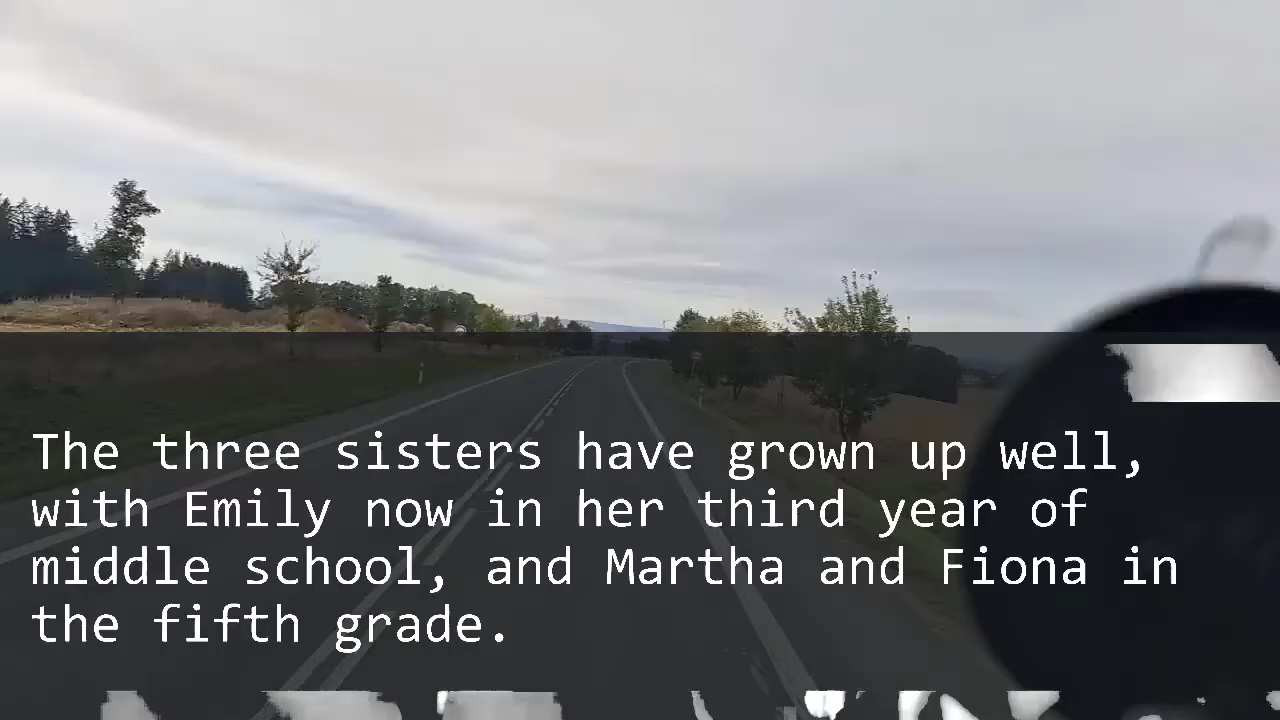 The three sisters have grown up well,
with Emily now in her third year of
middle school, and Martha and Fiona in
the fifth grade.